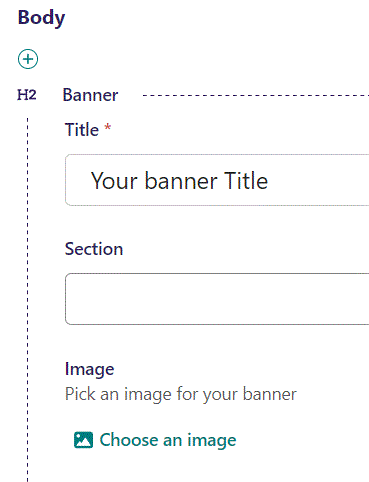 Body
H2 Banner
Title *
Your banner Title
Section
Image
Pick an image for your banner
Choose an image